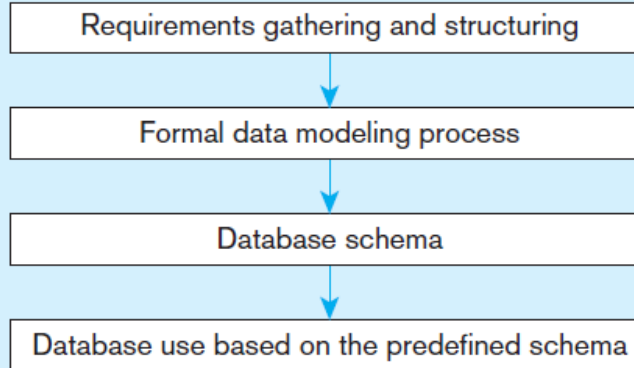 Requirements gathering and structuring
Formal data modeling process
Database schema
Database use based on the predefined schema